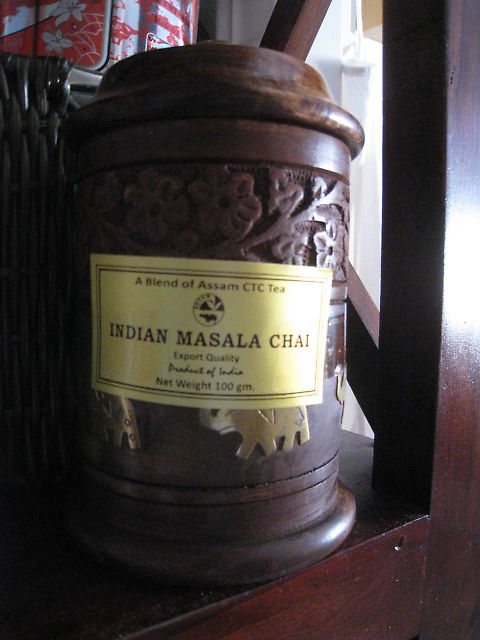 A Blend of Assam CTC Tea
INDIAN MASALA CHAI
Export Quality
Product of India
Net Weight 100 gm.